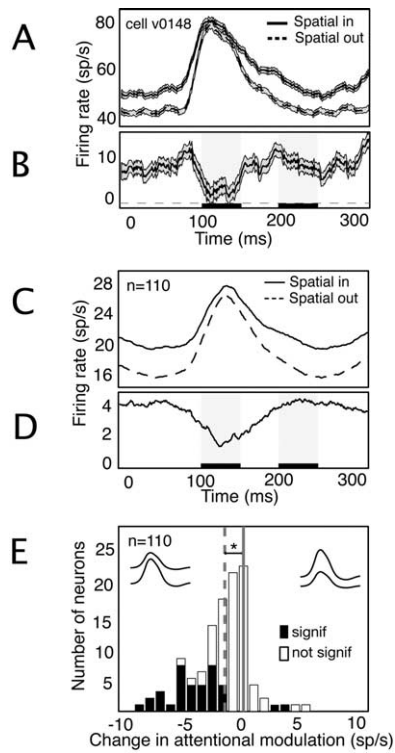 A
cell v0148
Spatial in
Spatial out
Firing rate (sp/s)
80
60
40
B
10
0
0 100 200 300
Time (ms)
C
n=110
Spatial in
Spatial out
Firing rate (sp/s)
28
24
20
16
D
4
2
0
0 100 200 300
Time (ms)
E
n=110
*
signif
not signif
Number of neurons
25
20
15
10
5
-10 -5 0 5 10
Change in attentional modulation (sp/s)